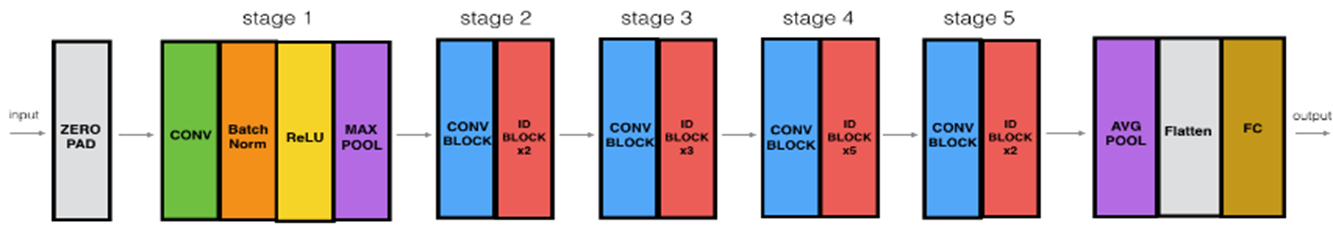 stage 1
stage 2
stage 3
stage 4
stage 5
input
ZERO
PAD
CONV
Batch
Norm
ReLU
MAX
POOL
CONV
BLOCK
ID
BLOCK
x2
CONV
BLOCK
ID
BLOCK
x3
CONV
BLOCK
ID
BLOCK
x5
CONV
BLOCK
ID
BLOCK
x2
AVG
POOL
Flatten
FC
output